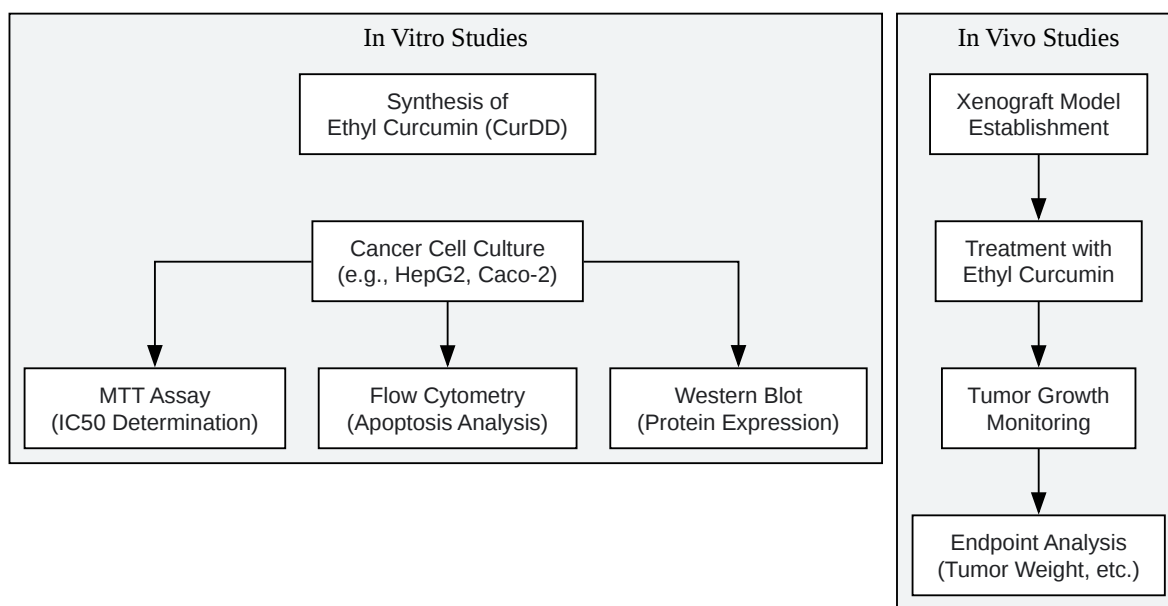 In Vitro Studies
Synthesis of
Ethyl Curcumin (CurDD)
Cancer Cell Culture
(e.g., HepG2, Caco-2)
MTT Assay
(IC50 Determination)
Flow Cytometry
(Apoptosis Analysis)
Western Blot
(Protein Expression)
In Vivo Studies
Xenograft Model
Establishment
Treatment with
Ethyl Curcumin
Tumor Growth
Monitoring
Endpoint Analysis
(Tumor Weight, etc.)